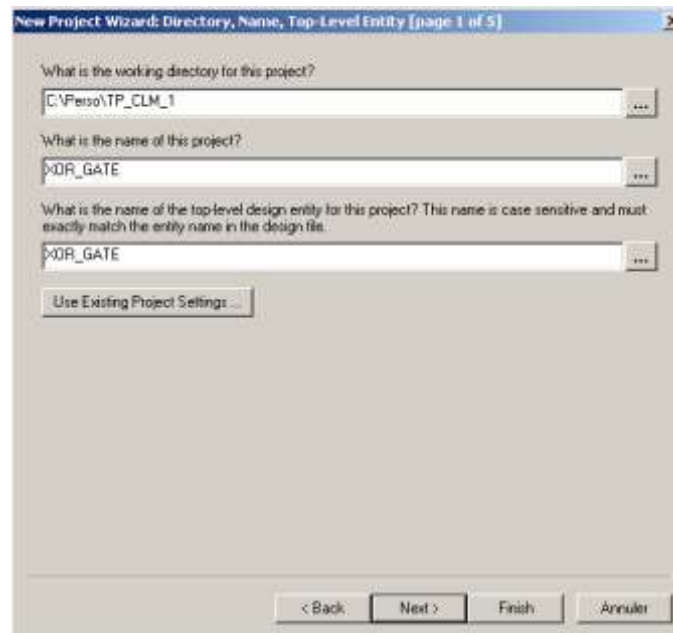 New Project Wizard: Directory, Name, Top-Level Entity [page 1 of 5]
What is the working directory for this project?
C:\Perso\TP_CLM_1
...
What is the name of this project?
XOR_GATE
...
What is the name of the top-level design entity for this project? This name is case sensitive and must
exactly match the entity name in the design file.
XOR_GATE
...
Use Existing Project Settings ...
< Back
Next >
Finish
Annuler